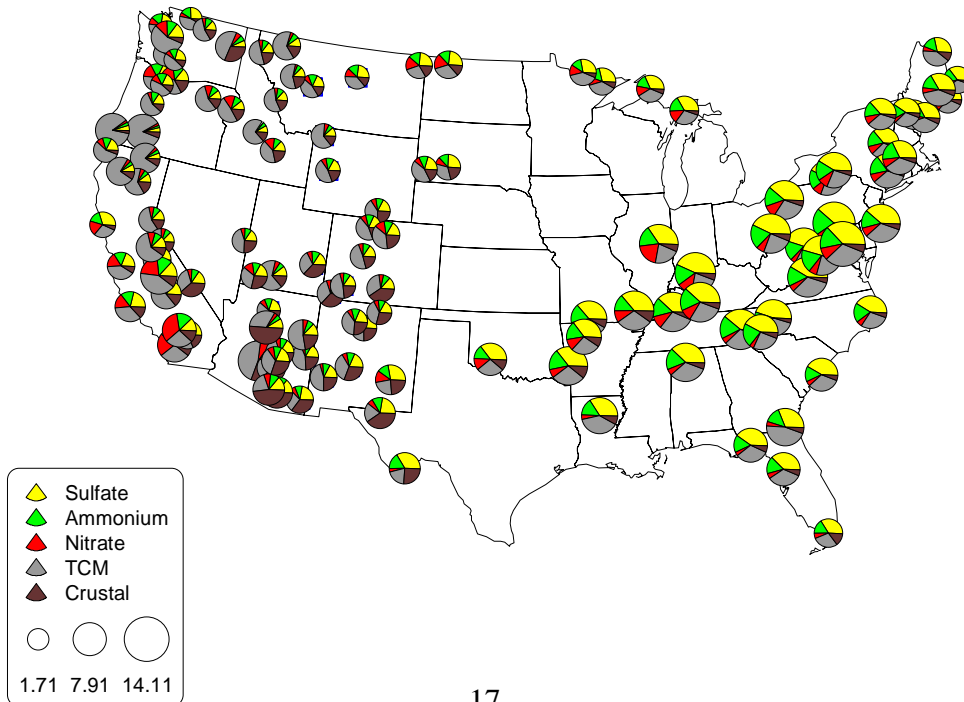 Sulfate
Ammonium
Nitrate
TCM
Crustal
1.71 7.91 14.11
17